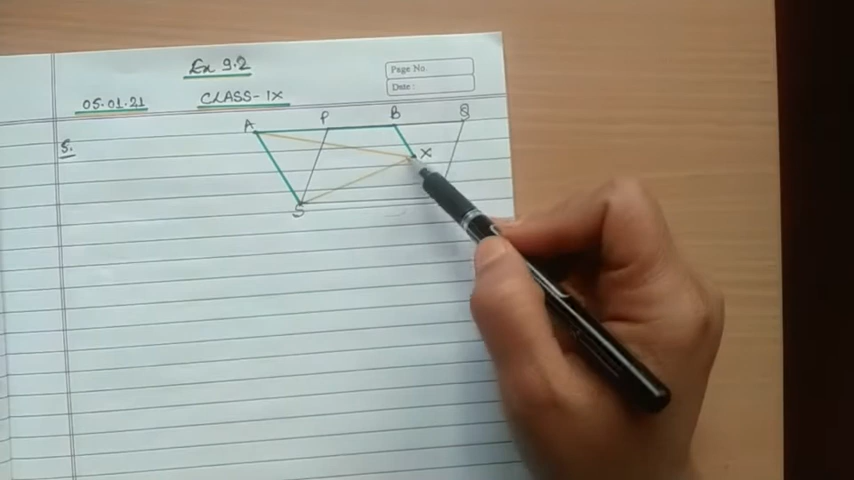 Ex 9.2
Page No.
Date :
05.01.21
CLASS-IX
5.
A P B Q
X
S